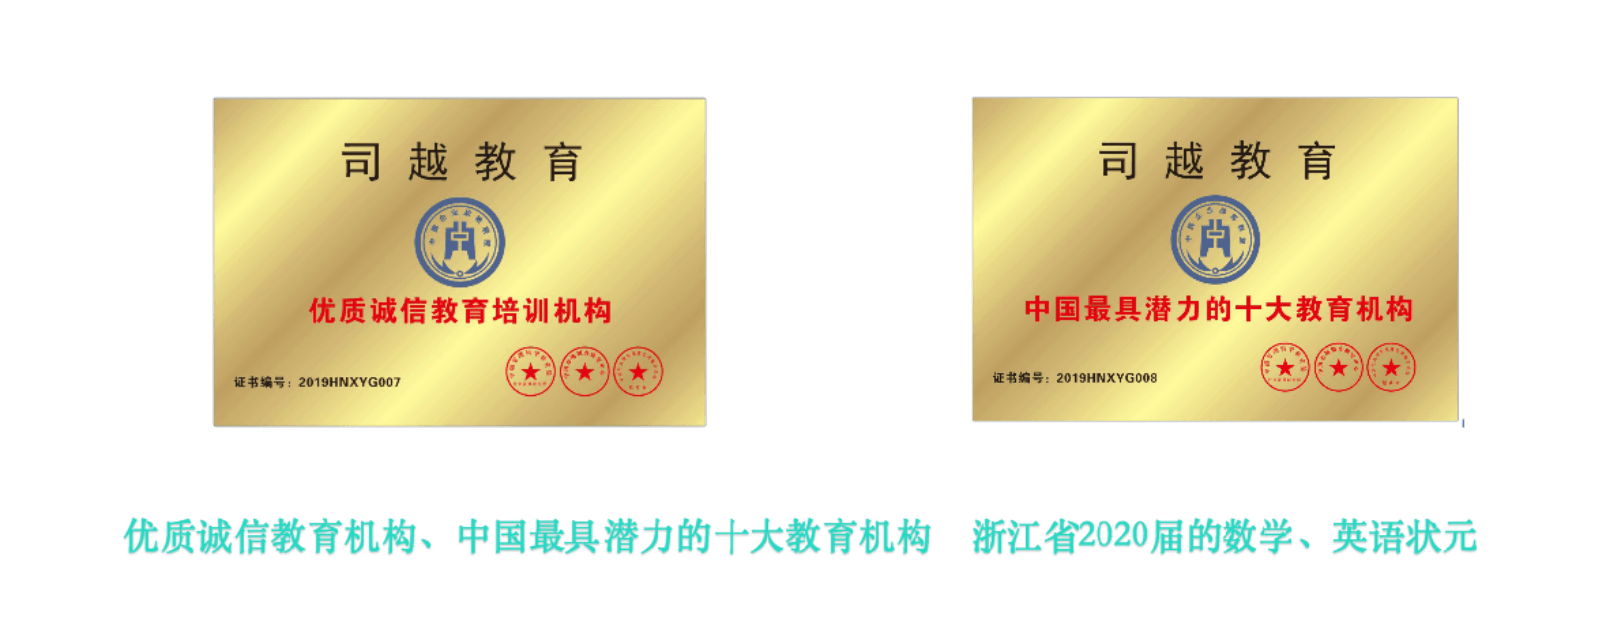 司越教育
优质诚信教育培训机构
证书编号：2019HNXYG007
司越教育
中国最具潜力的十大教育机构
证书编号：2019HNXYG008
优质诚信教育机构、中国最具潜力的十大教育机构 浙江省2020届的数学、英语状元